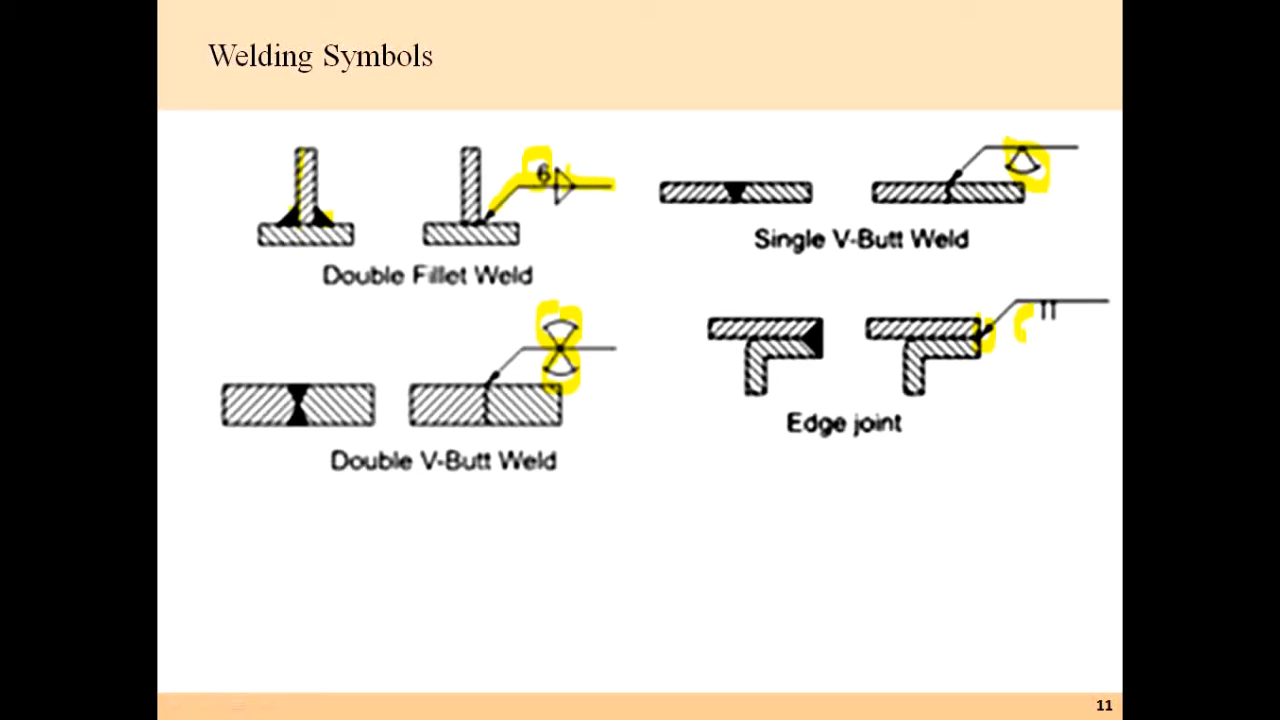 Welding Symbols
6
Double Fillet Weld
Single V-Butt Weld
Double V-Butt Weld
Edge joint
11